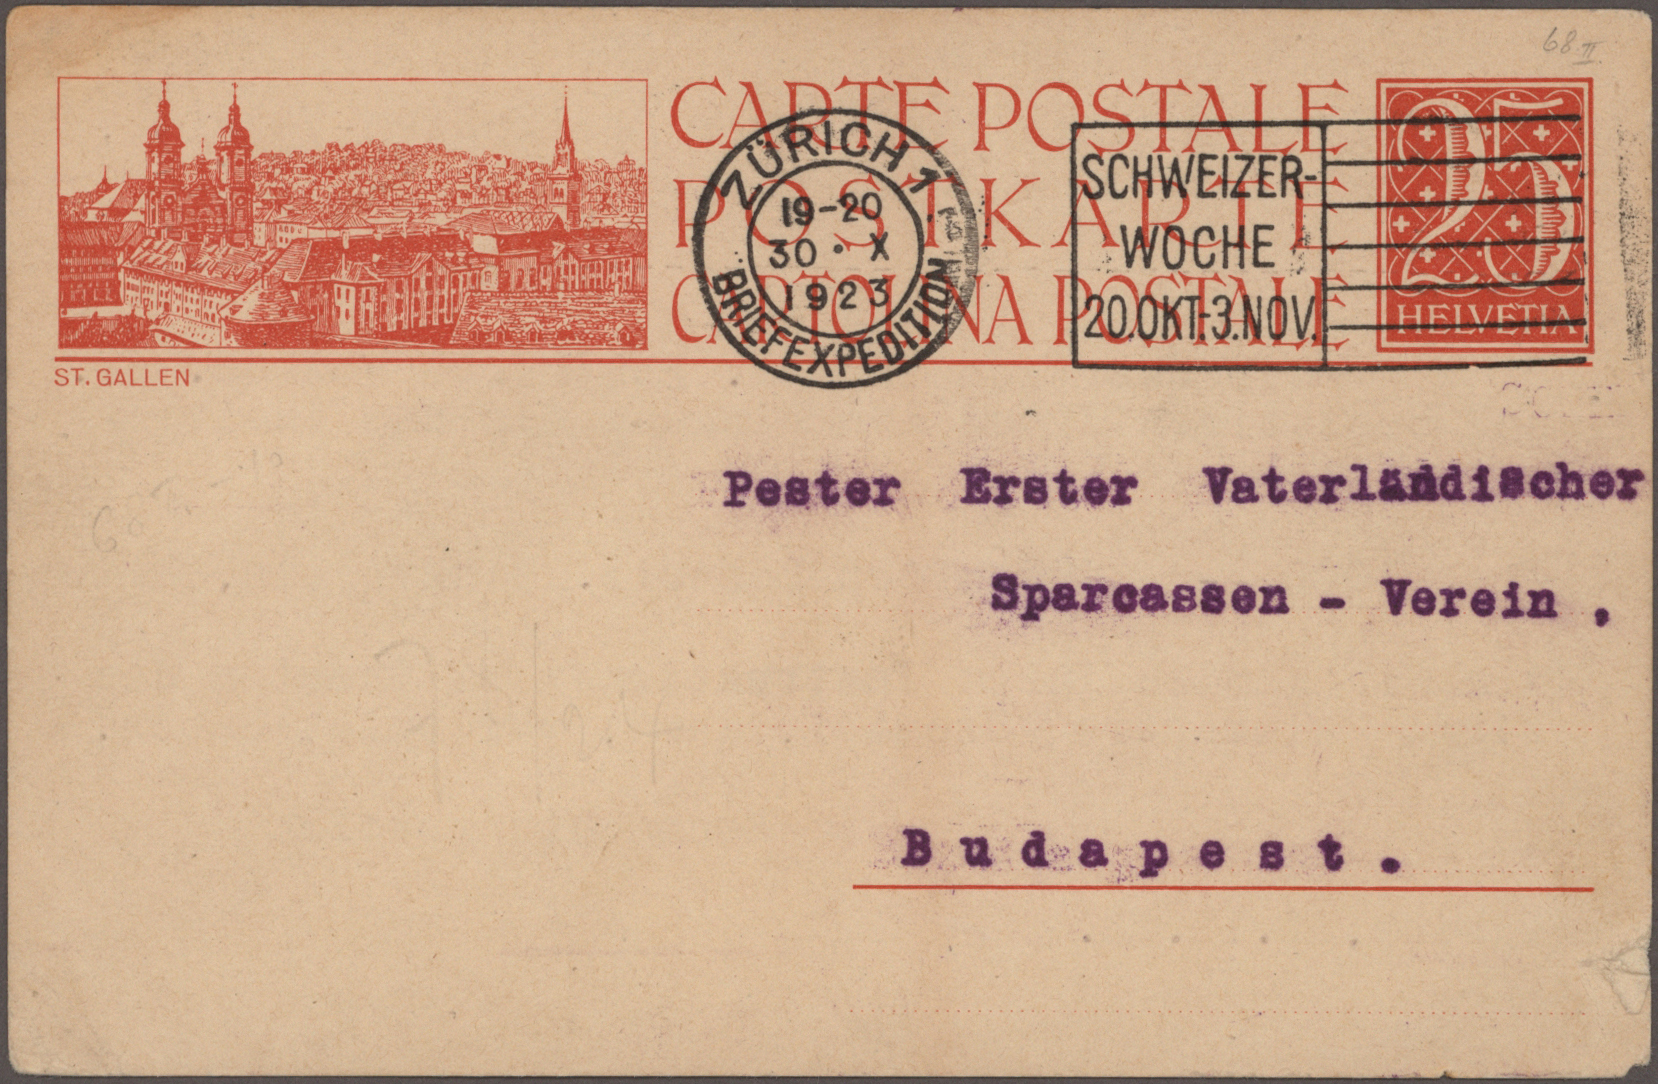 68 II
CARTE POSTALE
POSTKARTE
CARTOLINA POSTALE
ZÜRICH 1
19-20
30 · X
1923
BRIEFEXPEDITION
SCHWEIZER-
WOCHE
20.OKT.-3.NOV.
25
HELVETIA
ST. GALLEN
Pester Erster Vaterländischer
Sparcassen - Verein ,
Budapest.